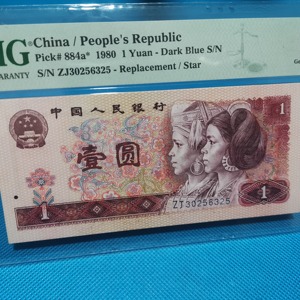 MG China / People's Republic
Pick# 884a* 1980 1 Yuan - Dark Blue S/N
ARRANTY S/N ZJ30256325 - Replacement / Star
中国人民银行
1
壹圆
1
1
ZJ30256325